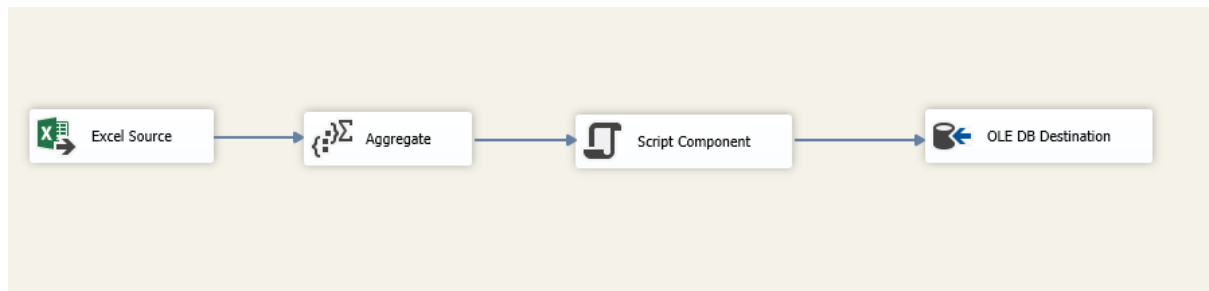 Excel Source
Aggregate
Script Component
OLE DB Destination